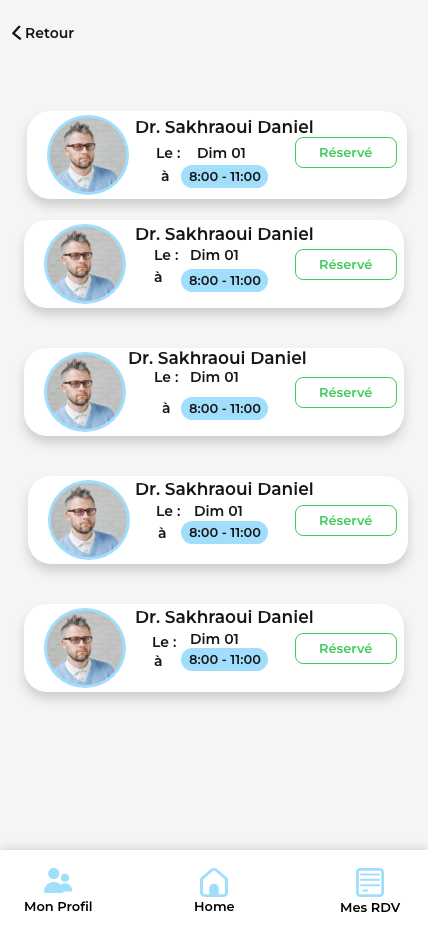 Retour
Dr. Sakhraoui Daniel
Le : Dim 01
Réservé
à 8:00 - 11:00
Dr. Sakhraoui Daniel
Le : Dim 01
Réservé
à 8:00 - 11:00
Dr. Sakhraoui Daniel
Le : Dim 01
Réservé
à 8:00 - 11:00
Dr. Sakhraoui Daniel
Le : Dim 01
Réservé
à 8:00 - 11:00
Dr. Sakhraoui Daniel
Le : Dim 01
Réservé
à 8:00 - 11:00
Mon Profil Home Mes RDV